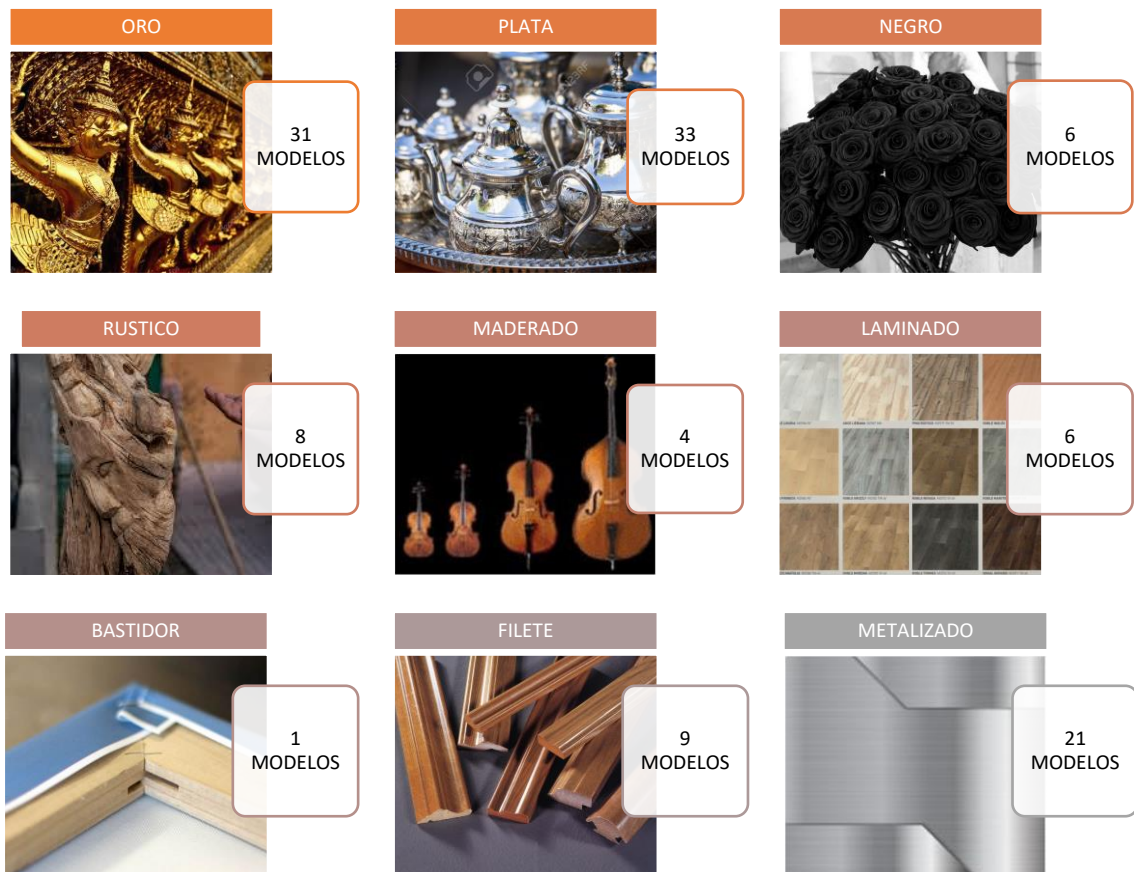 ORO
31
MODELOS
PLATA
33
MODELOS
NEGRO
6
MODELOS
RUSTICO
8
MODELOS
MADERADO
4
MODELOS
LAMINADO
6
MODELOS
BASTIDOR
1
MODELOS
FILETE
9
MODELOS
METALIZADO
21
MODELOS